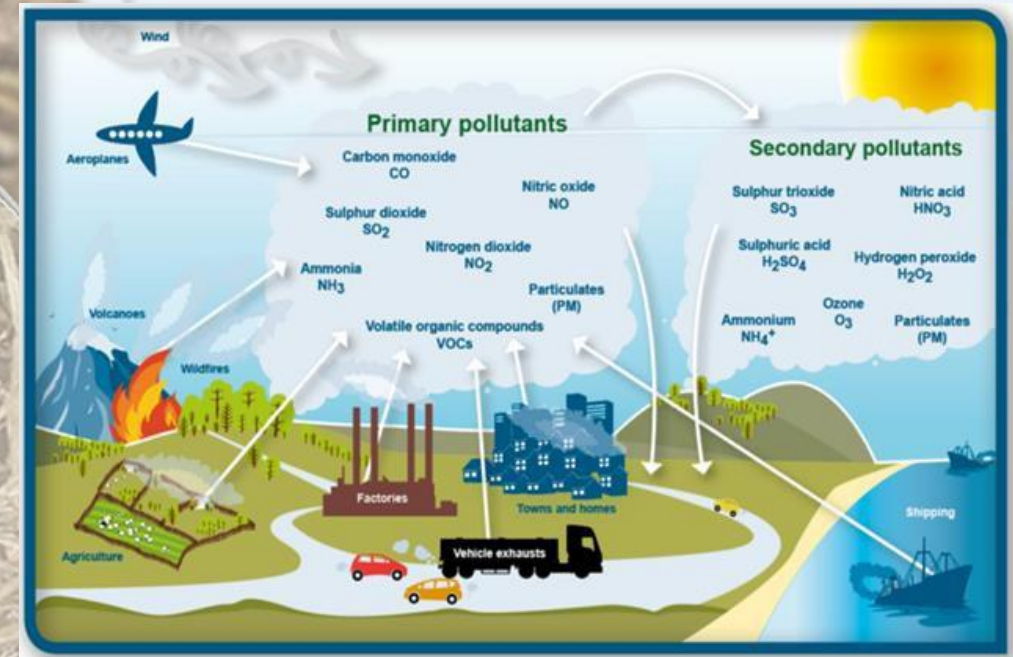 Wind
Aeroplanes
Primary pollutants
Carbon monoxide
CO
Nitric oxide
NO
Sulphur dioxide
SO2
Nitrogen dioxide
NO2
Ammonia
NH3
Particulates
(PM)
Volatile organic compounds
VOCs
Secondary pollutants
Sulphur trioxide
SO3
Nitric acid
HNO3
Sulphuric acid
H2SO4
Hydrogen peroxide
H2O2
Ozone
O3
Ammonium
NH4+
Particulates
(PM)
Volcanoes
Wildfires
Factories
Towns and homes
Shipping
Agriculture
Vehicle exhausts